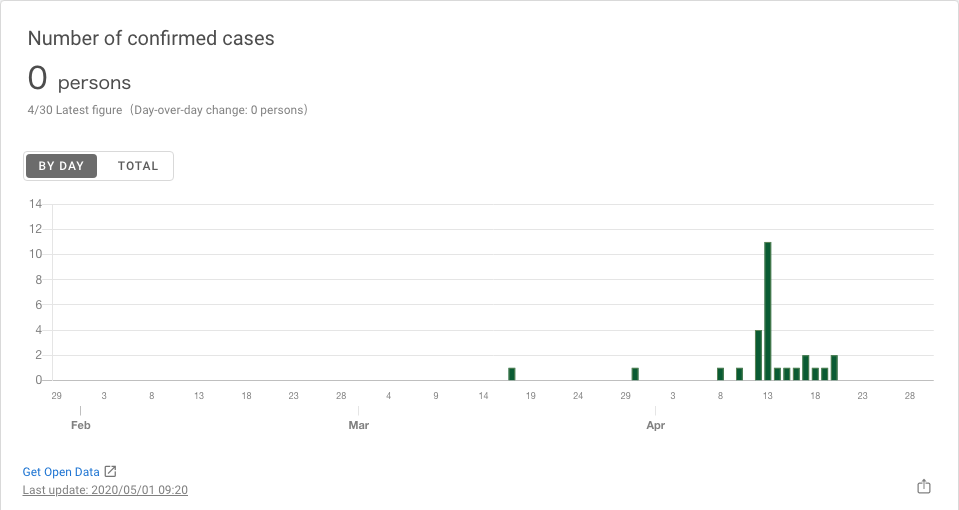 Number of confirmed cases
0 persons
4/30 Latest figure（Day-over-day change: 0 persons）
BY DAY TOTAL
14
12
10
8
6
4
2
0
29 3 8 13 18 23 28 4 9 14 19 24 29 3 8 13 18 23 28
Feb Mar Apr
Get Open Data
Last update: 2020/05/01 09:20